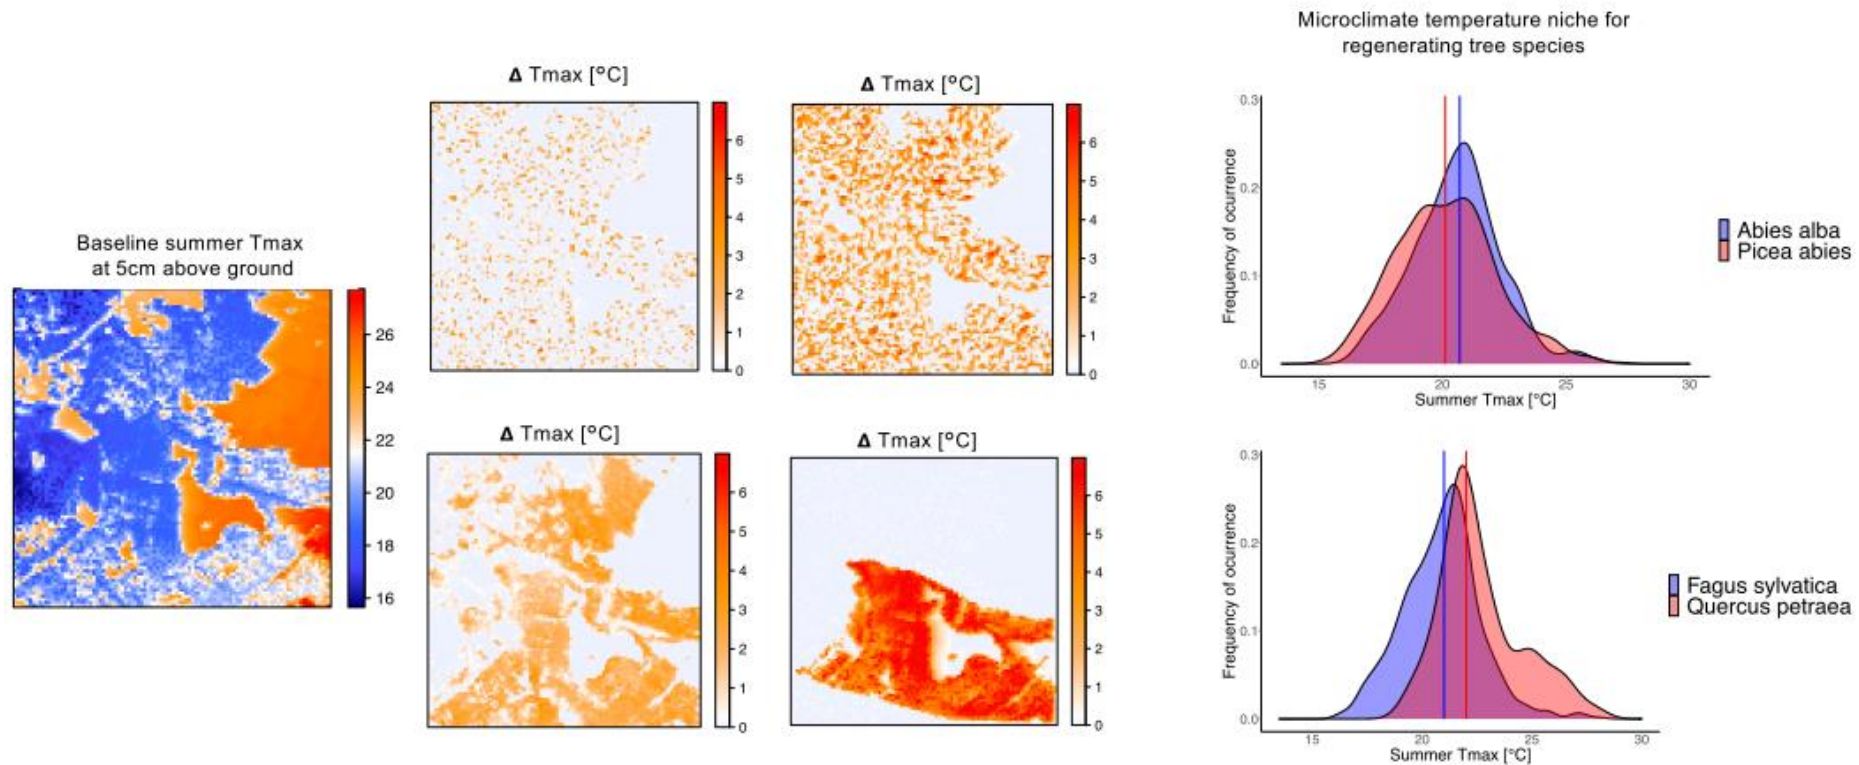 Baseline summer Tmax
at 5cm above ground
26
24
22
20
18
16
Δ Tmax [°C]
6
5
4
3
2
1
0
Δ Tmax [°C]
6
5
4
3
2
1
0
Δ Tmax [°C]
6
5
4
3
2
1
0
Δ Tmax [°C]
6
5
4
3
2
1
0
Microclimate temperature niche for
regenerating tree species
Frequency of ocurrence
0.3
0.2
0.1
0.0
15 20 25 30
Summer Tmax [°C]
Abies alba
Picea abies
Frequency of ocurrence
0.3
0.2
0.1
0.0
15 20 25 30
Summer Tmax [°C]
Fagus sylvatica
Quercus petraea